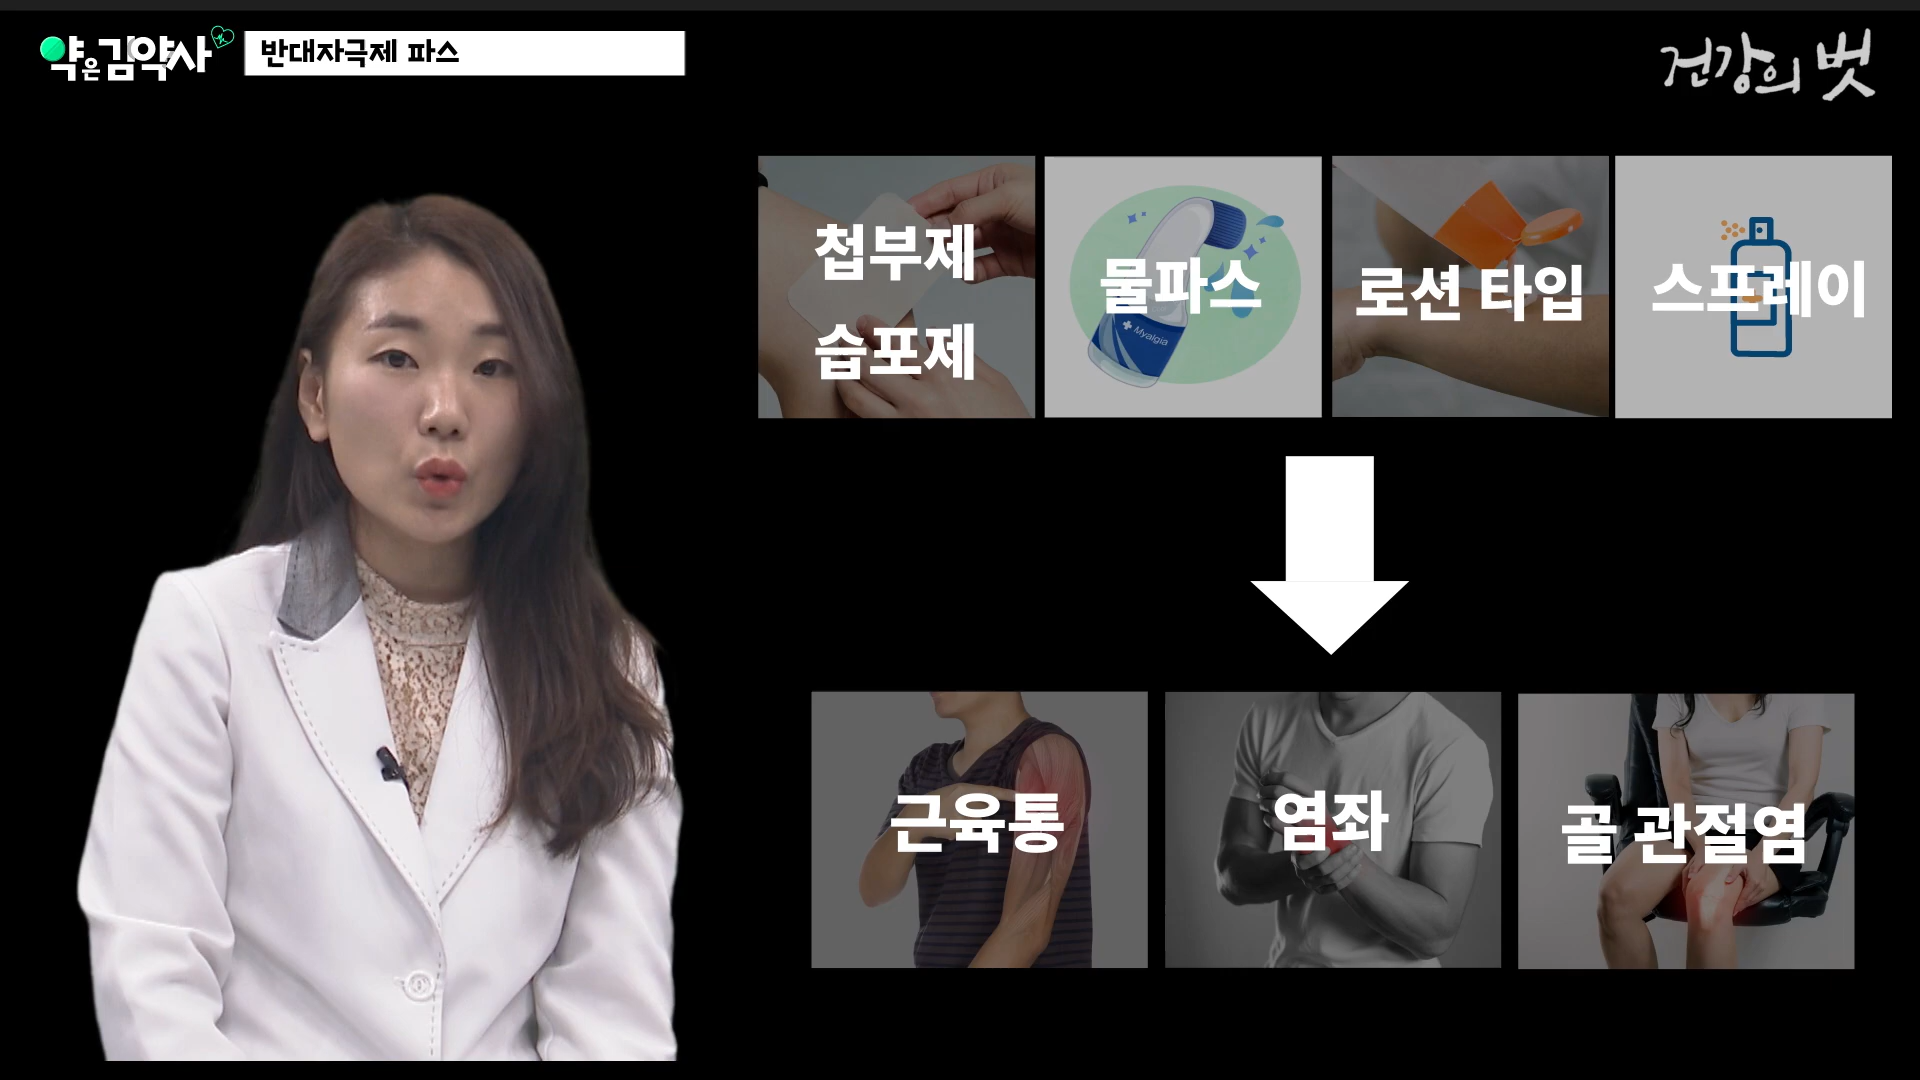 약은 김약사
반대자극제 파스
건강의 벗
첩부제
습포제
물파스
Myalgia
로션 타입
스프레이
근육통
염좌
골 관절염